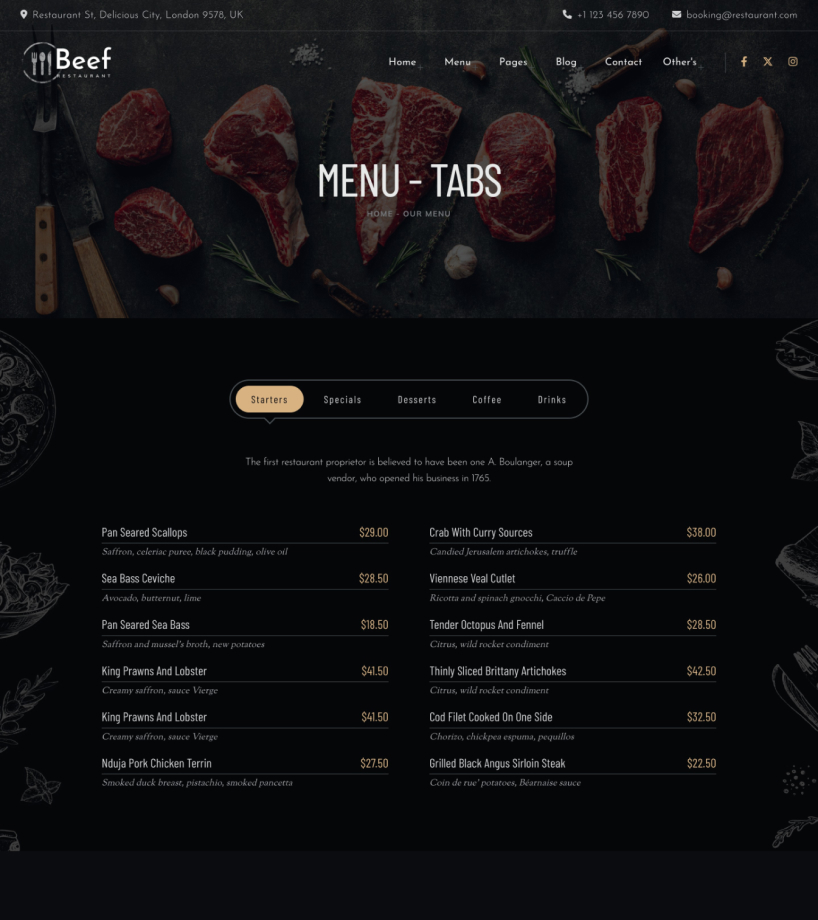 Restaurant St, Delicious City, London 9578, UK
+1 123 456 7890
booking@restaurant.com
Beef
RESTAURANT
Home Menu Pages Blog Contact Other's
MENU - TABS
HOME - OUR MENU
Starters Specials Desserts Coffee Drinks
The first restaurant proprietor is believed to have been one A. Boulanger, a soup
vendor, who opened his business in 1765.
Pan Seared Scallops $29.00
Saffron, celeriac puree, black pudding, olive oil
Sea Bass Ceviche $28.50
Avocado, butternut, lime
Pan Seared Sea Bass $18.50
Saffron and mussel's broth, new potatoes
King Prawns And Lobster $41.50
Creamy saffron, sauce Vierge
King Prawns And Lobster $41.50
Creamy saffron, sauce Vierge
Nduja Pork Chicken Terrin $27.50
Smoked duck breast, pistachio, smoked pancetta
Crab With Curry Sources $38.00
Candied Jerusalem artichokes, truffle
Viennese Veal Cutlet $26.00
Ricotta and spinach gnocchi, Caccio de Pepe
Tender Octopus And Fennel $28.50
Citrus, wild rocket condiment
Thinly Sliced Brittany Artichokes $42.50
Citrus, wild rocket condiment
Cod Filet Cooked On One Side $32.50
Chorizo, chickpea espuma, pequillos
Grilled Black Angus Sirloin Steak $22.50
Coin de rue' potatoes, Béarnaise sauce